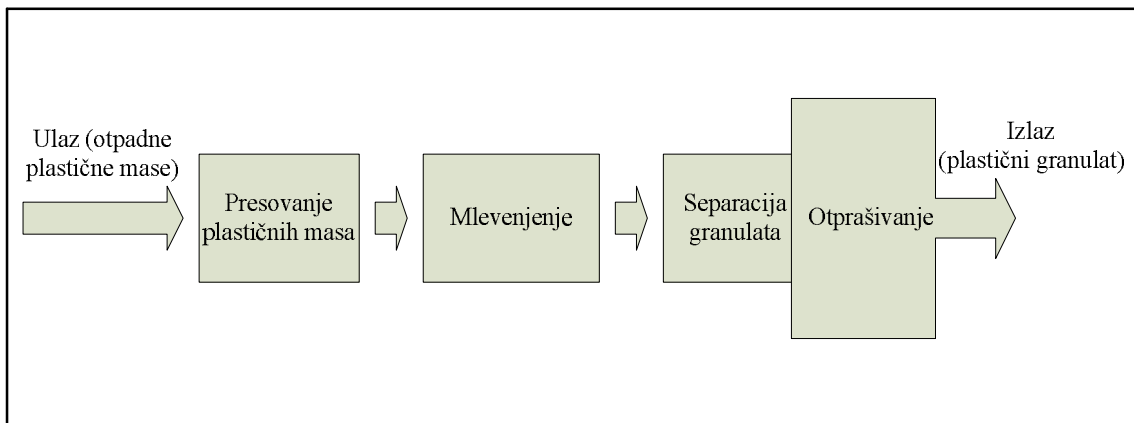 Ulaz (otpadne
plastične mase)
Presovanje
plastičnih masa
Mlevenjenje
Separacija
granulata
Otprašivanje
Izlaz
(plastični granulat)